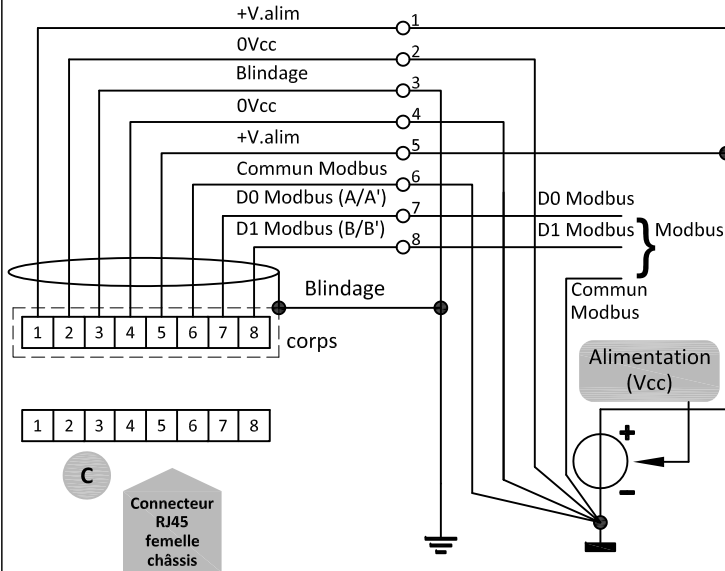 +V.alim 1
0Vcc 2
Blindage 3
0Vcc 4
+V.alim 5
Commun Modbus 6
D0 Modbus (A/A') 7 D0 Modbus
D1 Modbus (B/B') 8 D1 Modbus } Modbus
Blindage
Commun
Modbus
1 2 3 4 5 6 7 8
corps
Alimentation
(Vcc)
1 2 3 4 5 6 7 8
+
–
C
Connecteur
RJ45
femelle
châssis